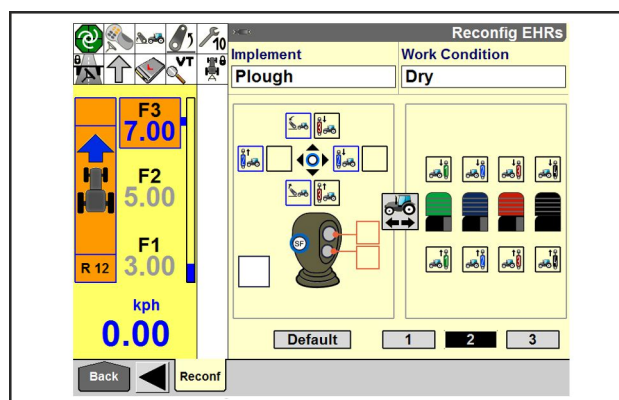 Reconfig EHRs
10
VT
L
Implement
Work Condition
Plough
Dry
F3
7.00
F2
5.00
F1
R 12
3.00
kph
0.00
SF
Default
1
2
3
Back
Reconf